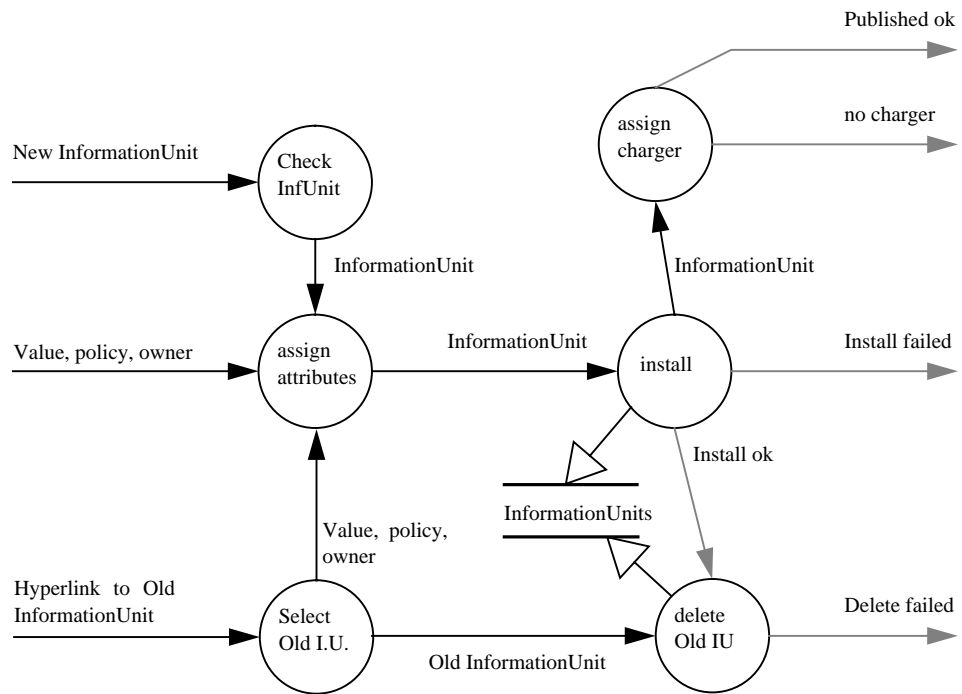 Published ok
no charger
assign
charger
New InformationUnit
Check
InfUnit
InformationUnit
InformationUnit
Value, policy, owner
assign
attributes
InformationUnit
install
Install failed
Install ok
InformationUnits
Value, policy,
owner
Hyperlink to Old
InformationUnit
Select
Old I.U.
Old InformationUnit
delete
Old IU
Delete failed